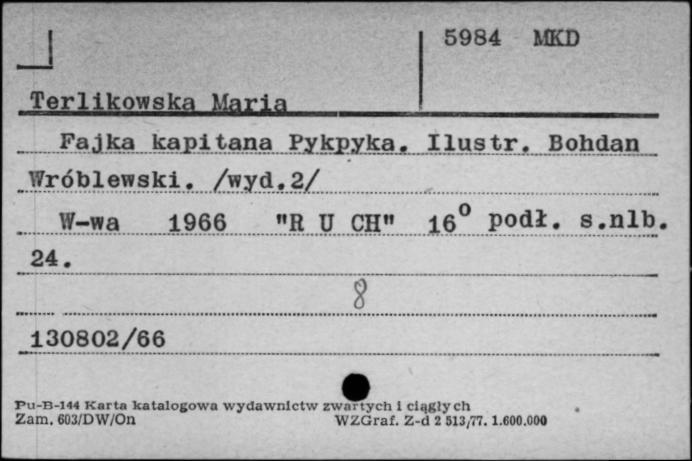 5984 MKD
Terlikowska Maria
Fajka kapitana Pykpyka. Ilustr. Bohdan
Wróblewski. /wyd.2/
W-wa 1966 "R U CH" 16° podł. s.nlb.
24.
8
130802/66
Pu-B-144 Karta katalogowa wydawnictw zwartych i ciągłych
Zam. 603/DW/On WZGraf. Z-d 2 513/77. 1.600.000